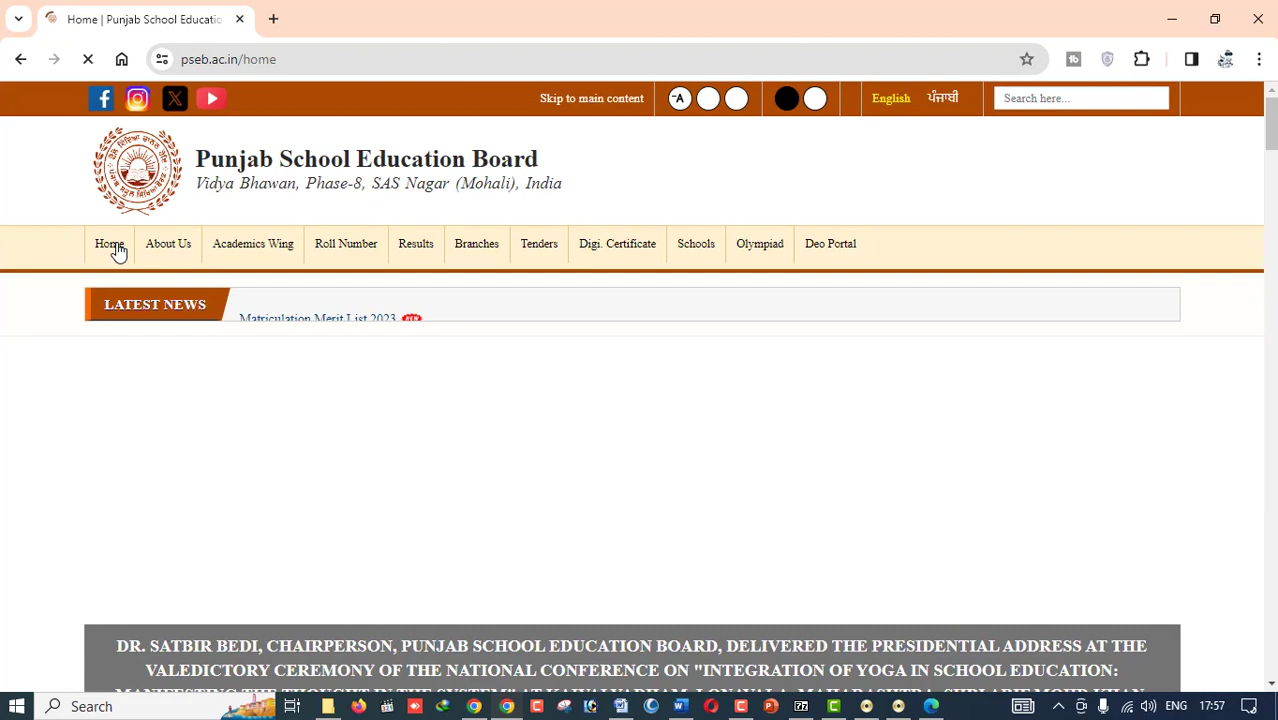 Home | Punjab School Educatio
pseb.ac.in/home
Skip to main content
-A
English
ਪੰਜਾਬੀ
Search here...
Punjab School Education Board
Vidya Bhawan, Phase-8, SAS Nagar (Mohali), India
Home About Us Academics Wing Roll Number Results Branches Tenders Digi. Certificate Schools Olympiad Deo Portal
LATEST NEWS
Matriculation Merit List 2023 NEW
DR. SATBIR BEDI, CHAIRPERSON, PUNJAB SCHOOL EDUCATION BOARD, DELIVERED THE PRESIDENTIAL ADDRESS AT THE
VALEDICTORY CEREMONY OF THE NATIONAL CONFERENCE ON "INTEGRATION OF YOGA IN SCHOOL EDUCATION:
Search
ENG
17:57